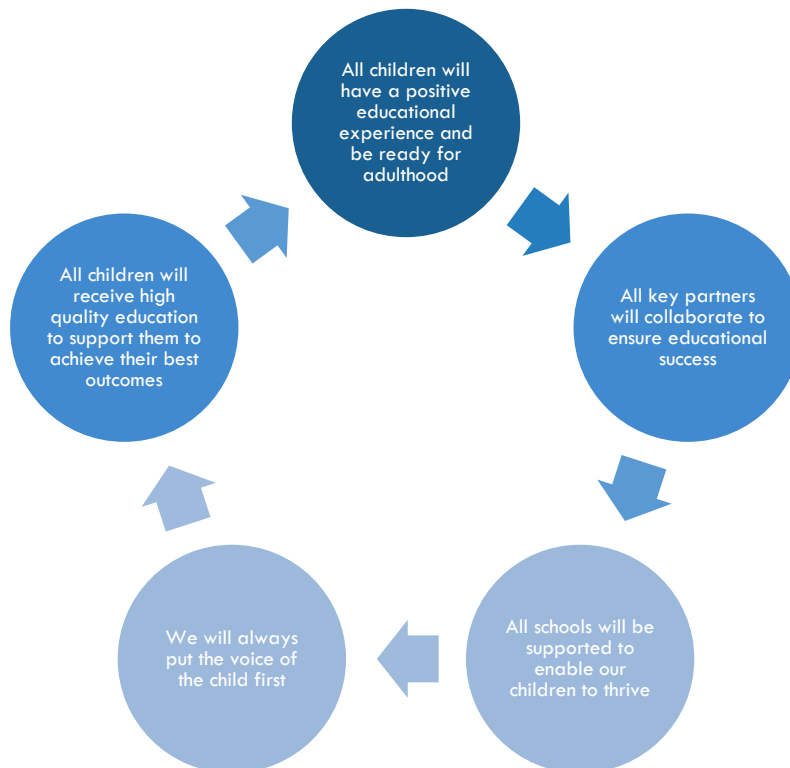 All children will
have a positive
educational
experience and
be ready for
adulthood
All key partners
will collaborate to
ensure educational
success
All schools will be
supported to
enable our
children to thrive
We will always
put the voice of
the child first
All children will
receive high
quality education
to support them to
achieve their best
outcomes